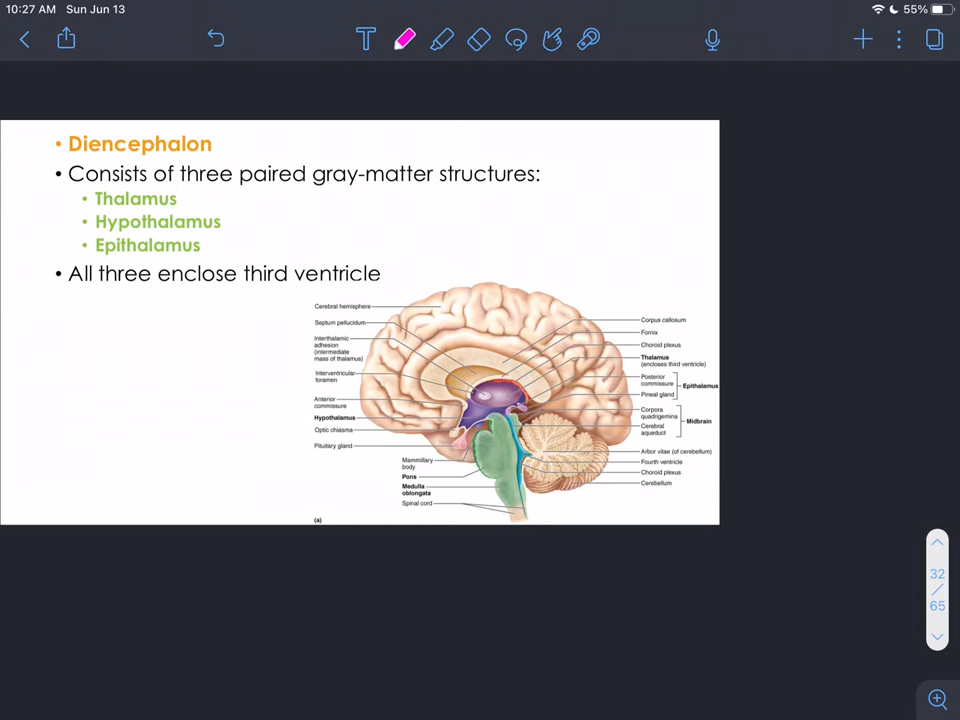 10:27 AM Sun Jun 13
55%
T
• Diencephalon
• Consists of three paired gray-matter structures:
• Thalamus
• Hypothalamus
• Epithalamus
• All three enclose third ventricle
Cerebral hemisphere
Septum pellucidum
Interthalamic
adhesion
(intermediate
mass of thalamus)
Interventricular
foramen
Anterior
commissure
Hypothalamus
Optic chiasma
Pituitary gland
Mammillary
body
Pons
Medulla
oblongata
Spinal cord
(a)
Corpus callosum
Fornix
Choroid plexus
Thalamus
(encloses third ventricle)
Posterior
commissure
Pineal gland
Epithalamus
Corpora
quadrigemina
Cerebral
aqueduct
Midbrain
Arbor vitae (of cerebellum)
Fourth ventricle
Choroid plexus
Cerebellum
32
/
65